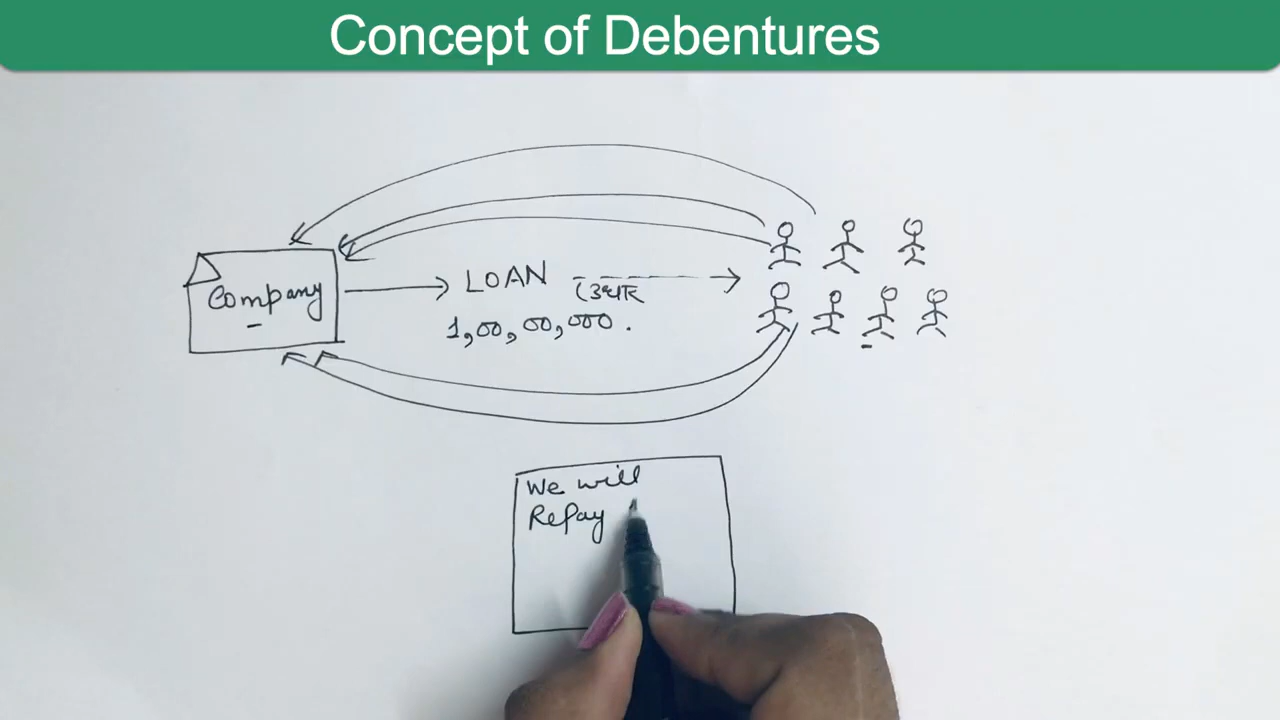 Concept of Debentures
Company
LOAN
(उधार
1,00,00,000.
We will
RePay